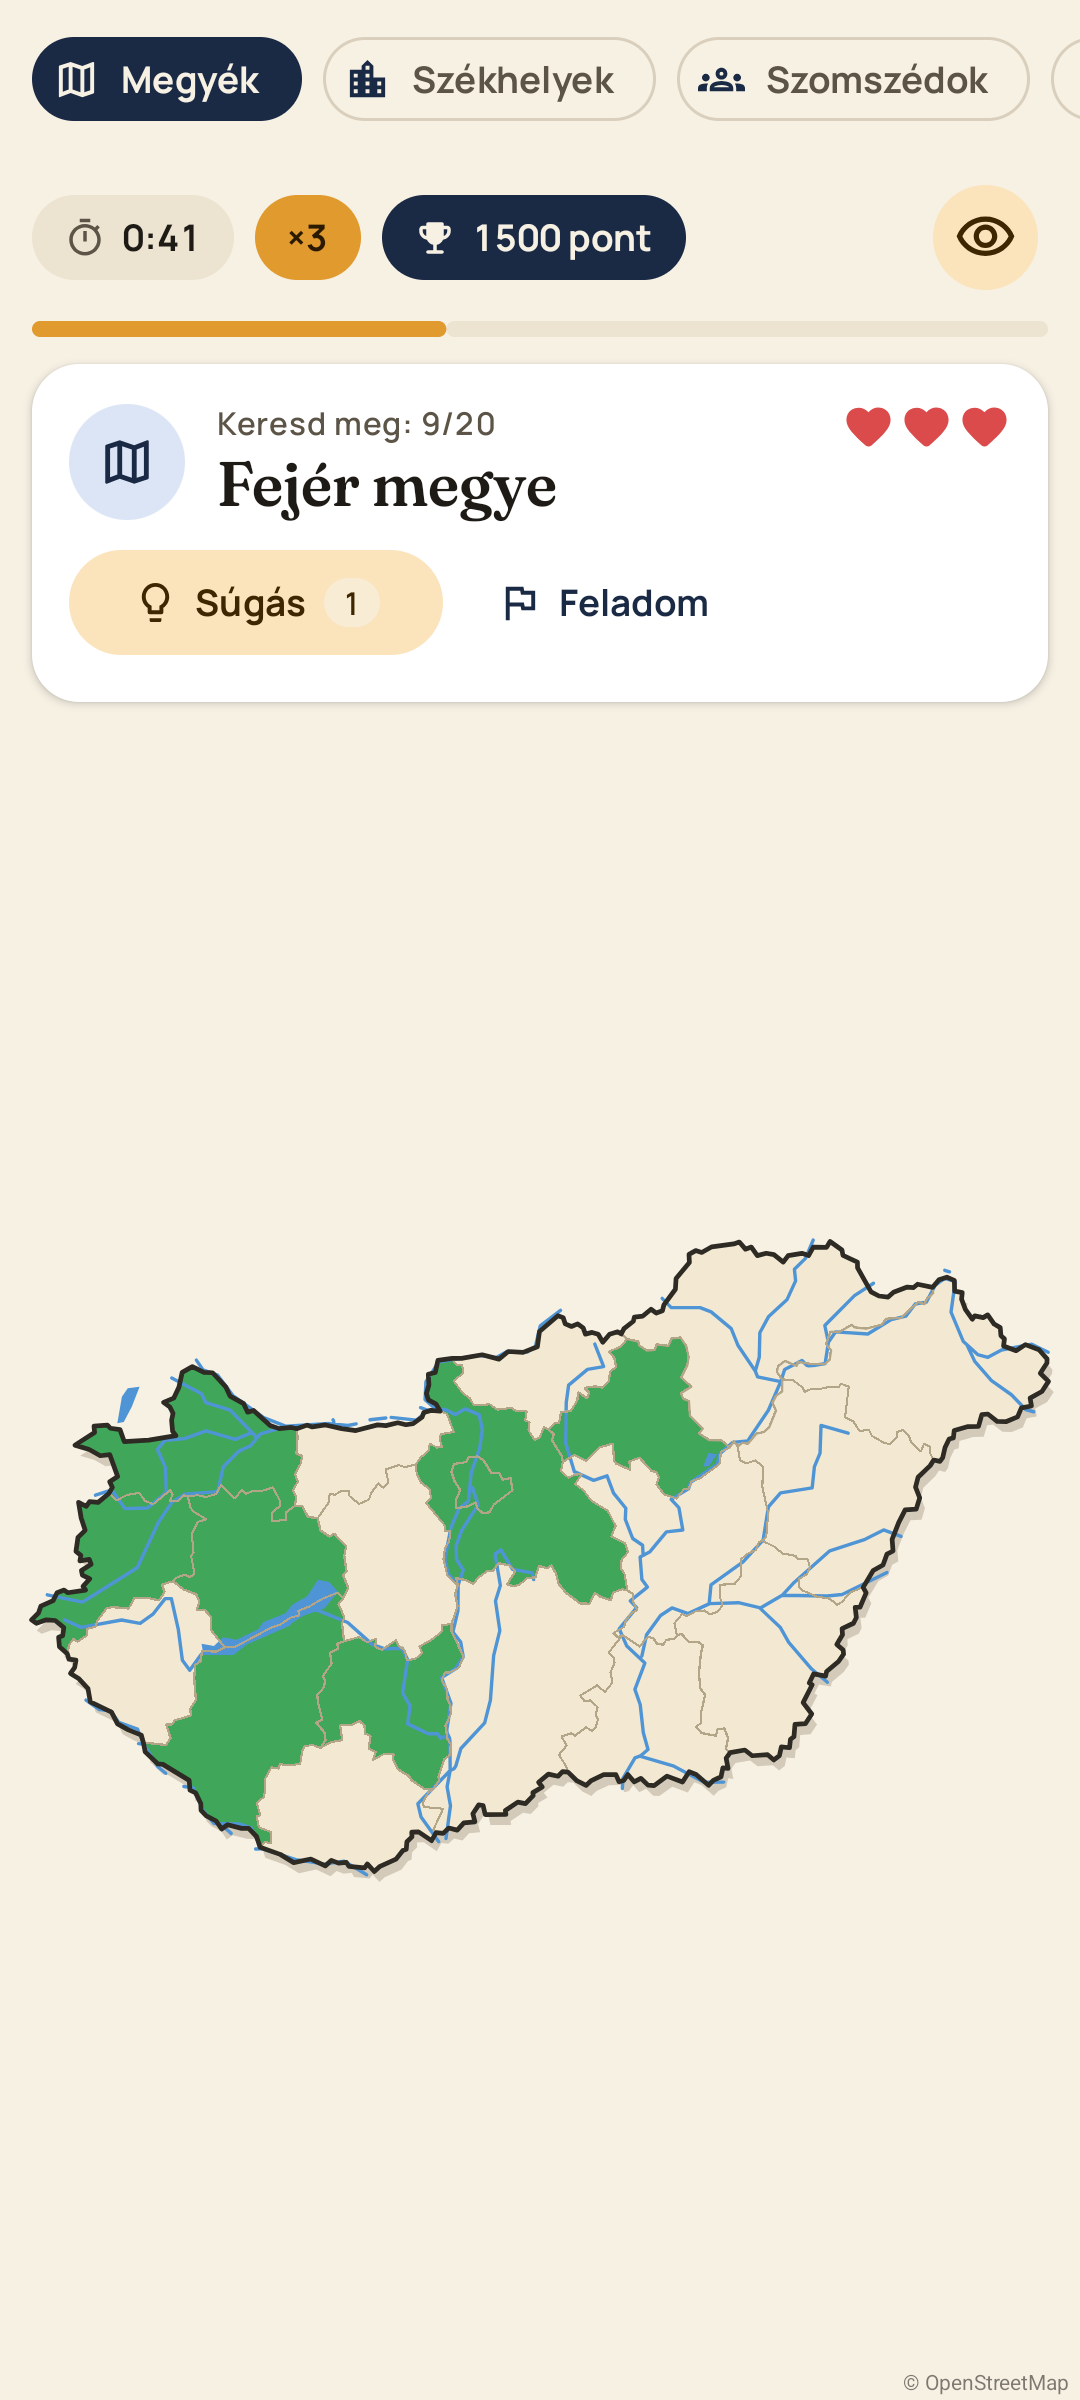 Megyék
Székhelyek
Szomszédok
0:41
×3
1500 pont
Keresd meg: 9/20
Fejér megye
Súgás 1
Feladom
© OpenStreetMap